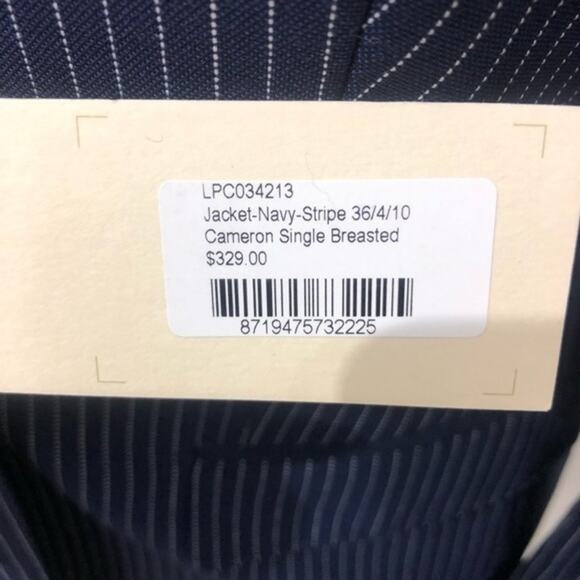 LPC034213
Jacket-Navy-Stripe 36/4/10
Cameron Single Breasted
$329.00
8719475732225